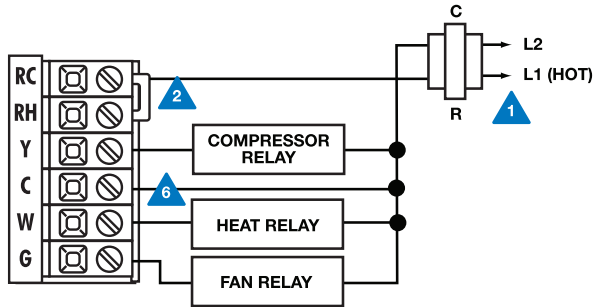 C
L2
L1 (HOT)
R
1
RC
2
RH
Y
COMPRESSOR
RELAY
C
6
W
HEAT RELAY
G
FAN RELAY